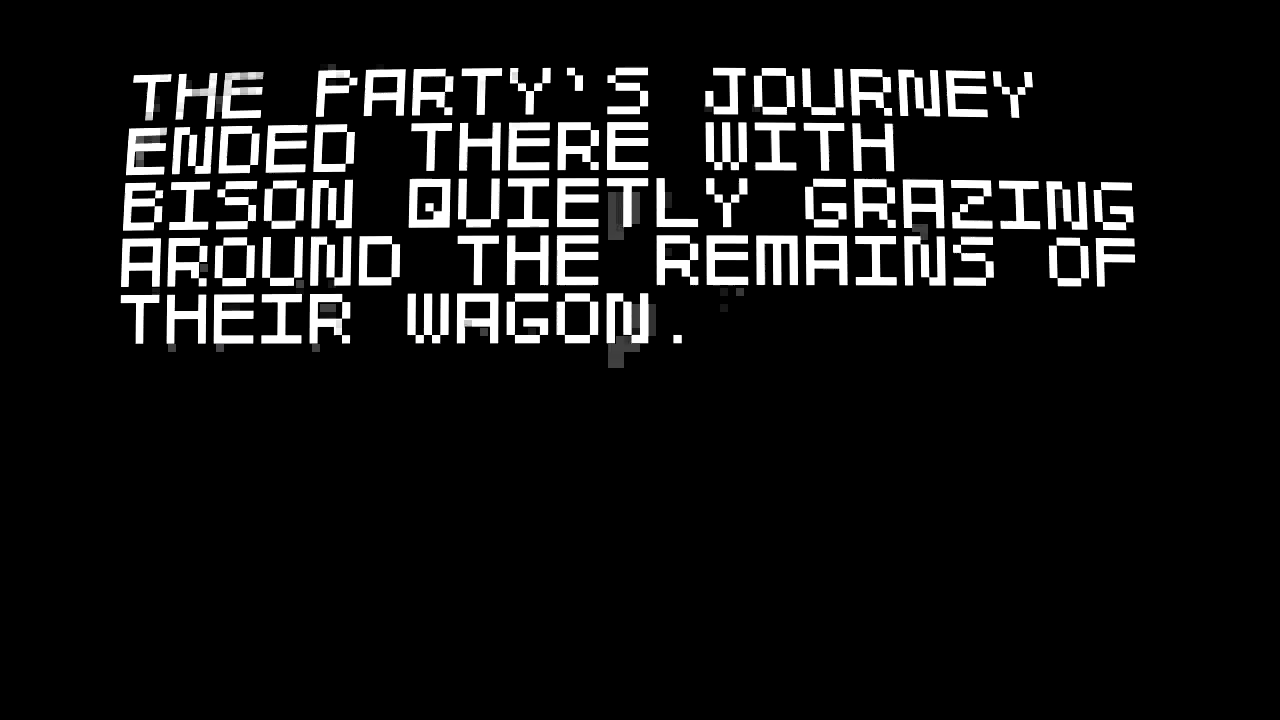 THE PARTY'S JOURNEY
ENDED THERE WITH
BISON QUIETLY GRAZING
AROUND THE REMAINS OF
THEIR WAGON.